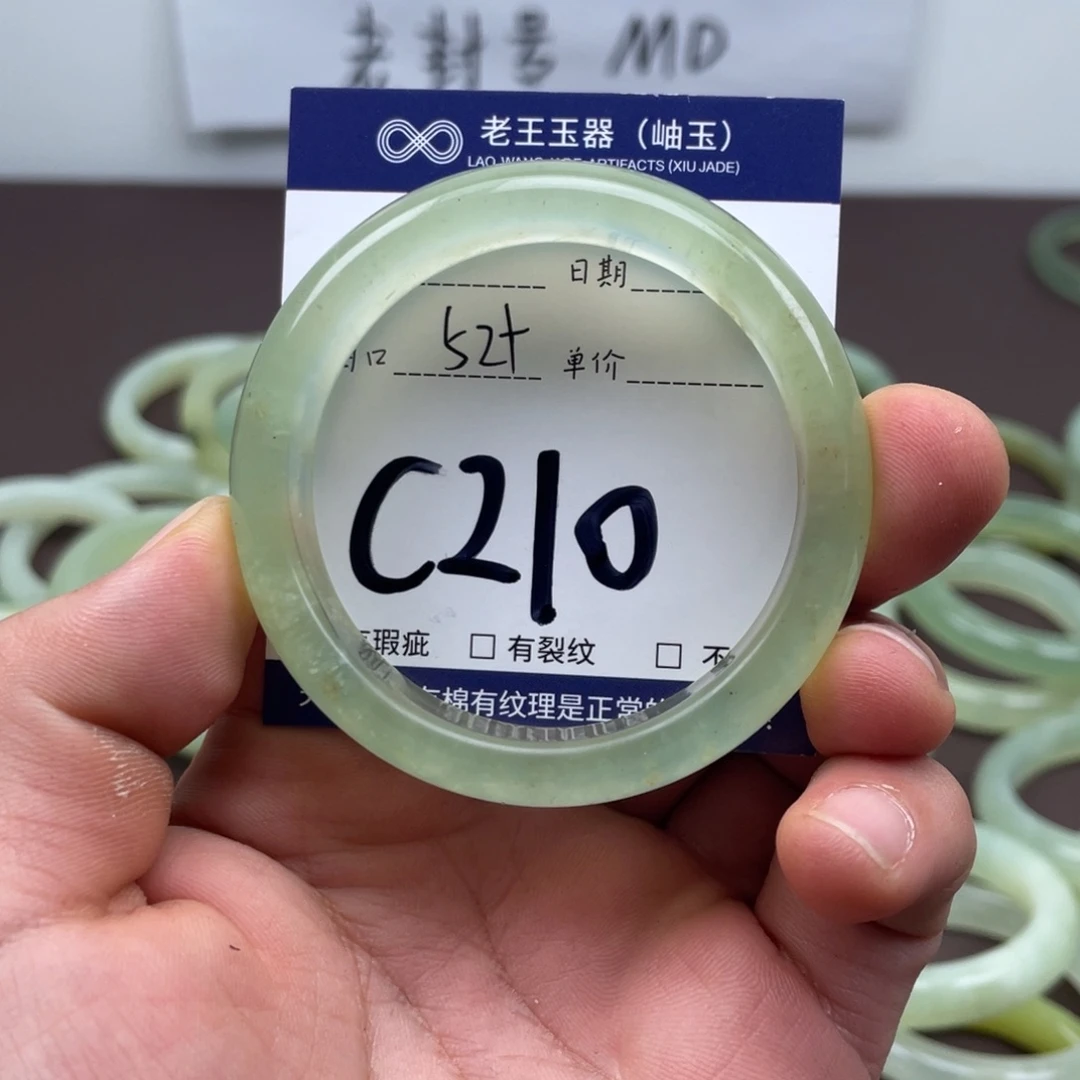 老封号 MD
老王玉器（岫玉）
LAO WANG ARTIFACTS (XIU JADE)
日期
口 52+ 单价
C210
瑕疵 □ 有裂纹 □ 不
棉有纹理是正常